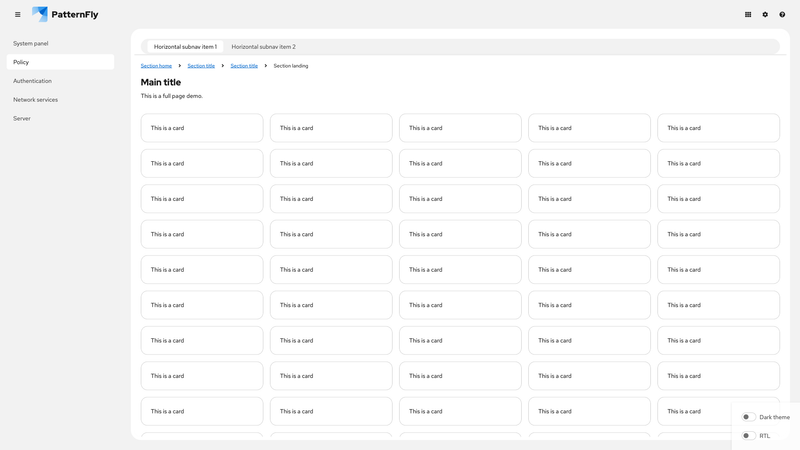 PatternFly
System panel
Policy
Authentication
Network services
Server
Horizontal subnav item 1 Horizontal subnav item 2
Section home Section title Section title Section landing
Main title
This is a full page demo.
This is a card This is a card This is a card This is a card This is a card
This is a card This is a card This is a card This is a card This is a card
This is a card This is a card This is a card This is a card This is a card
This is a card This is a card This is a card This is a card This is a card
This is a card This is a card This is a card This is a card This is a card
This is a card This is a card This is a card This is a card This is a card
This is a card This is a card This is a card This is a card This is a card
This is a card This is a card This is a card This is a card This is a card
This is a card This is a card This is a card This is a card This is a card
Dark theme
RTL